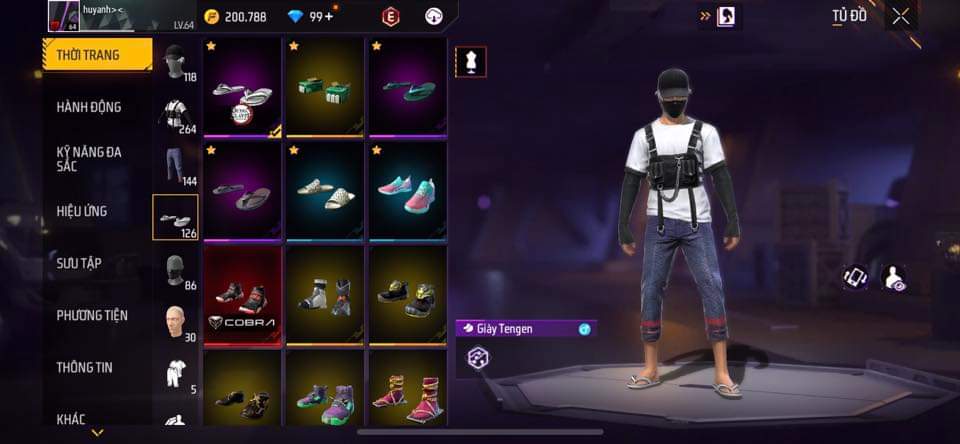 huyanh><
64
LV.64
200.788
99+
E
TỦ ĐỒ
THỜI TRANG
HÀNH ĐỘNG
KỸ NĂNG ĐA
SẮC
HIỆU ỨNG
SƯU TẬP
PHƯƠNG TIỆN
THÔNG TIN
KHÁC
118
264
144
126
86
30
5
COBRA
Giày Tengen